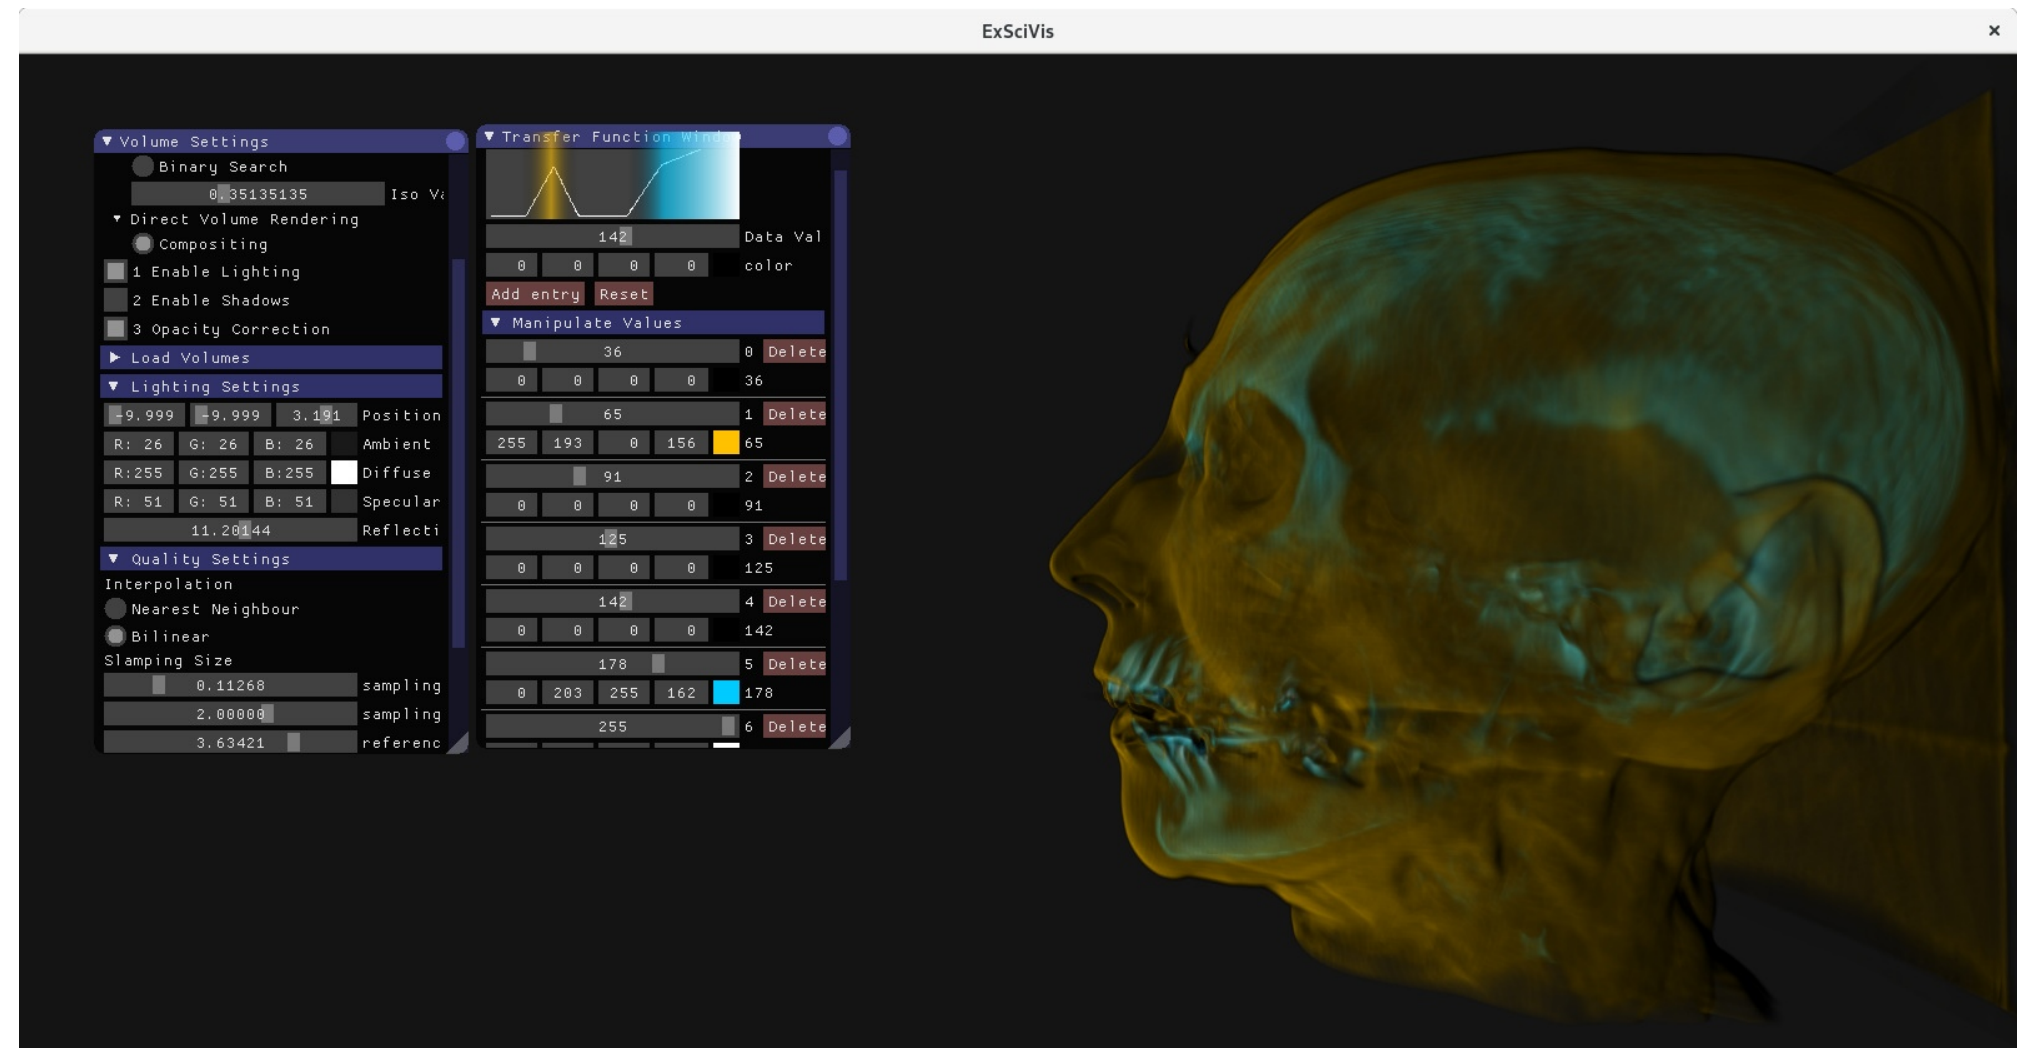 ExSciVis
Volume Settings
Binary Search
0.35135135 Iso Va
Direct Volume Rendering
Compositing
1 Enable Lighting
2 Enable Shadows
3 Opacity Correction
Load Volumes
Lighting Settings
-9.999 -9.999 3.191 Position
R: 26 G: 26 B: 26 Ambient
R:255 G:255 B:255 Diffuse
R: 51 G: 51 B: 51 Specular
11.20144 Reflecti
Quality Settings
Interpolation
Nearest Neighbour
Bilinear
Slamping Size
0.11268 sampling
2.00000 sampling
3.63421 referenc
Transfer Function Window
142 Data Val
0 0 0 0 color
Add entry Reset
Manipulate Values
36 0 Delete
0 0 0 0 36
65 1 Delete
255 193 0 156 65
91 2 Delete
0 0 0 0 91
125 3 Delete
0 0 0 0 125
142 4 Delete
0 0 0 0 142
178 5 Delete
0 203 255 162 178
255 6 Delete